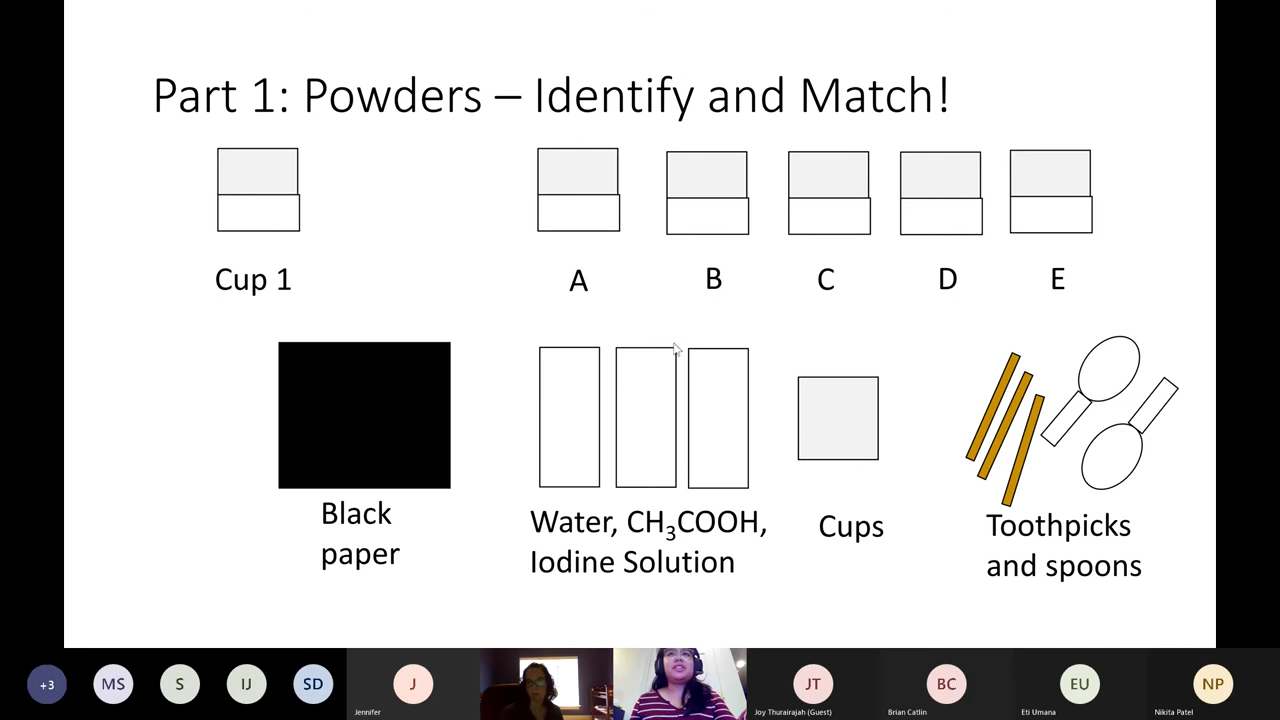 Part 1: Powders – Identify and Match!
Cup 1
A
B
C
D
E
Black
paper
Water, CH₃COOH,
Iodine Solution
Cups
Toothpicks
and spoons
+3
MS
S
IJ
SD
J
Jennifer
JT
Joy Thurairajah (Guest)
BC
Brian Catlin
EU
Eti Umana
NP
Nikita Patel